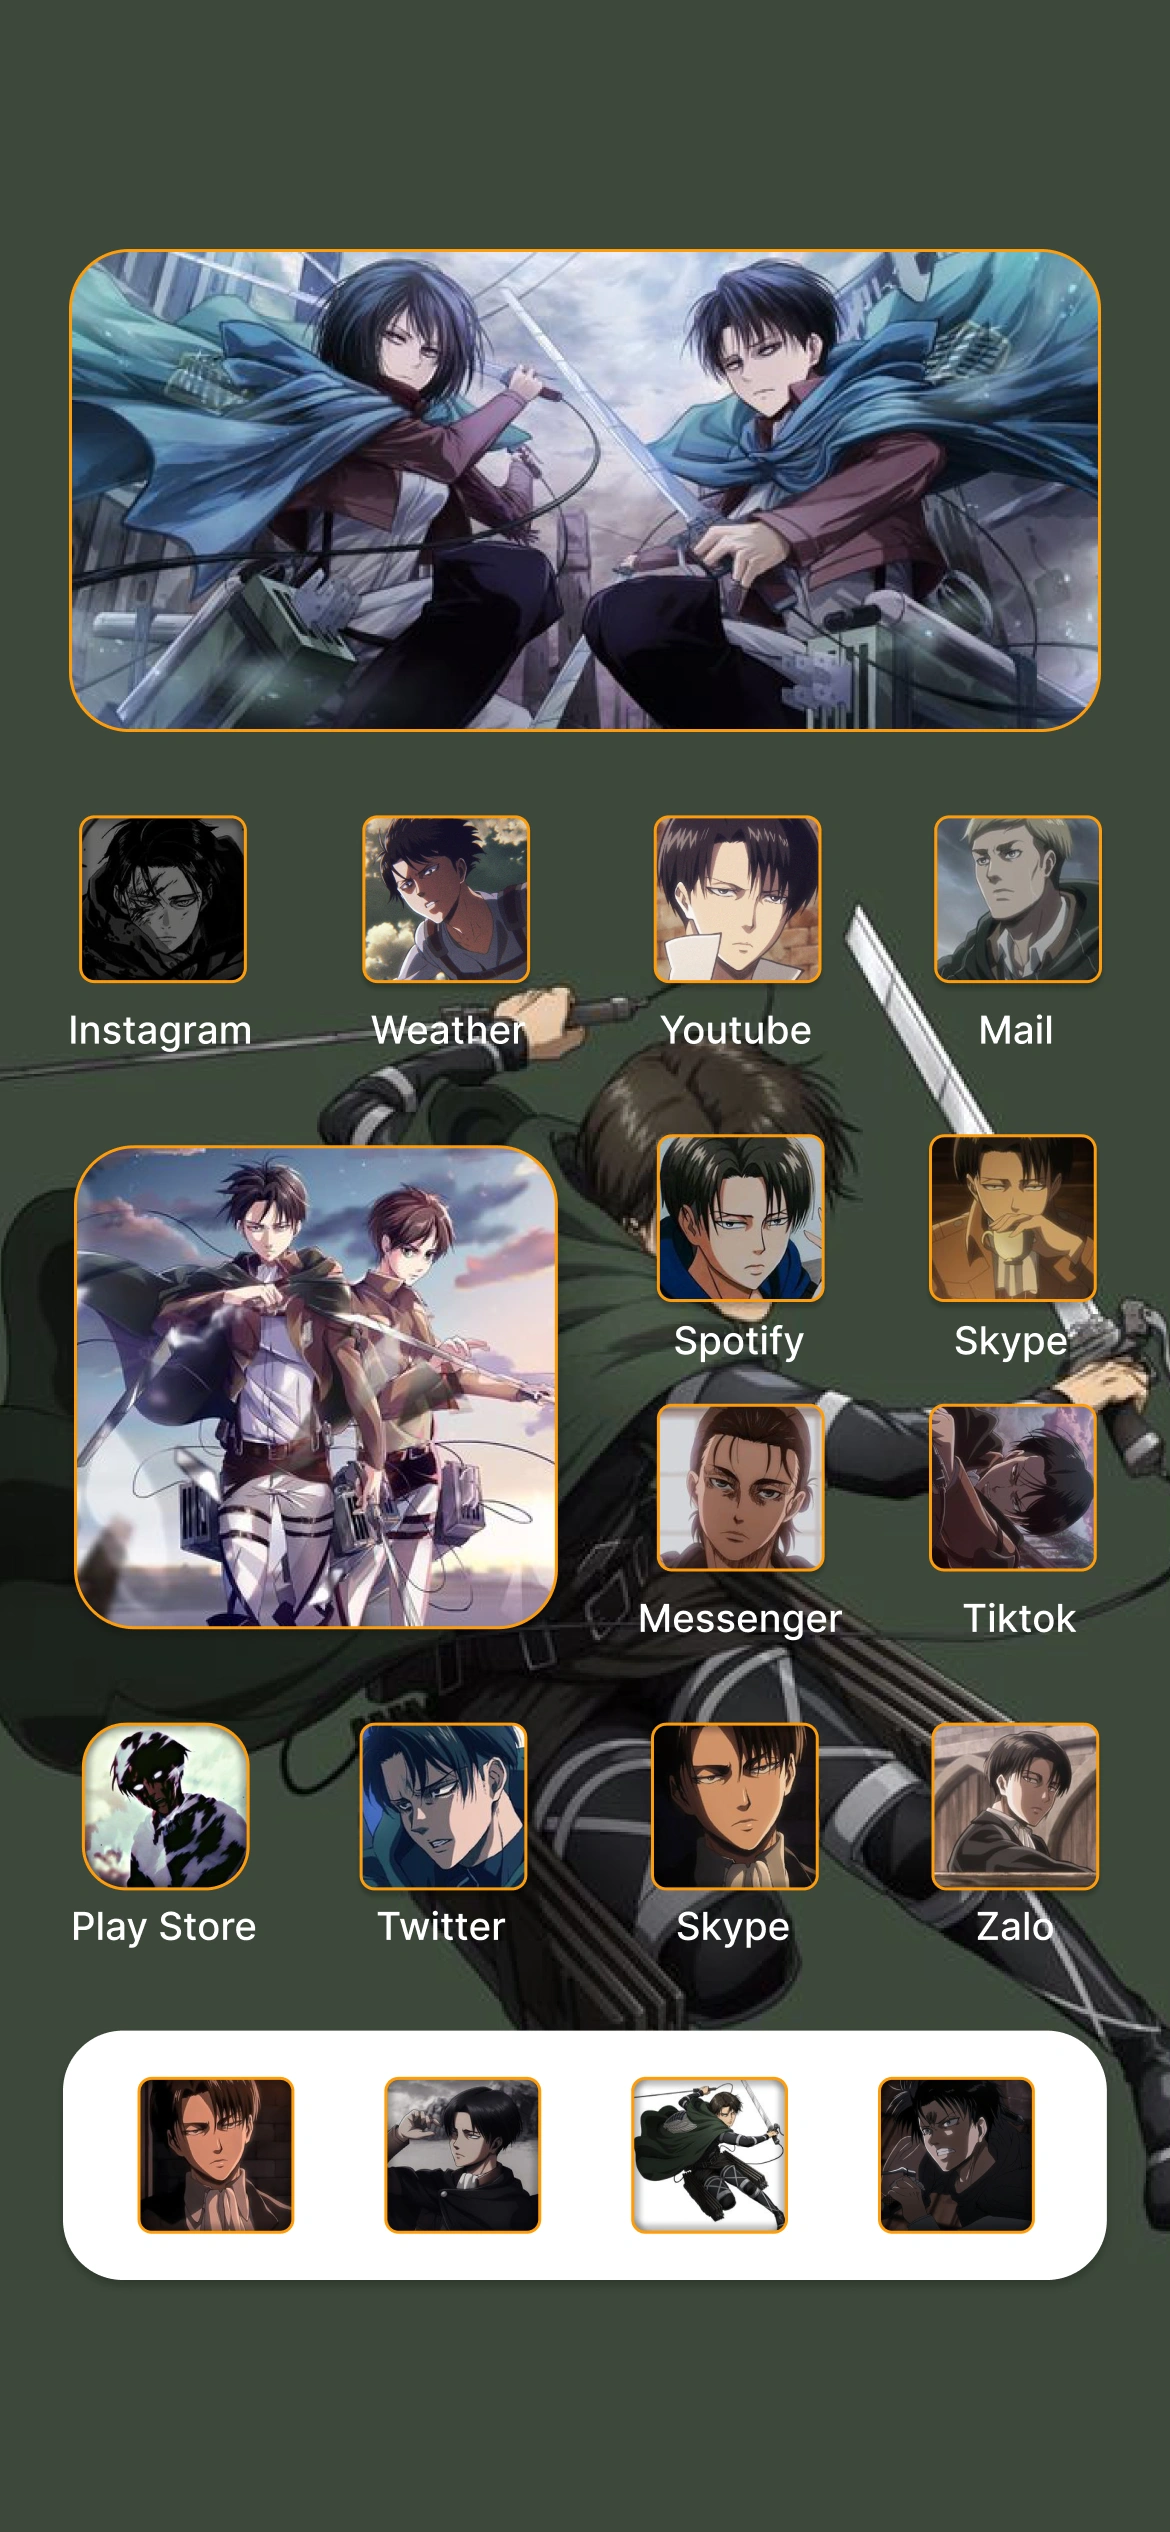 Instagram
Weather
Youtube
Mail
Spotify
Skype
Messenger
Tiktok
Play Store
Twitter
Skype
Zalo